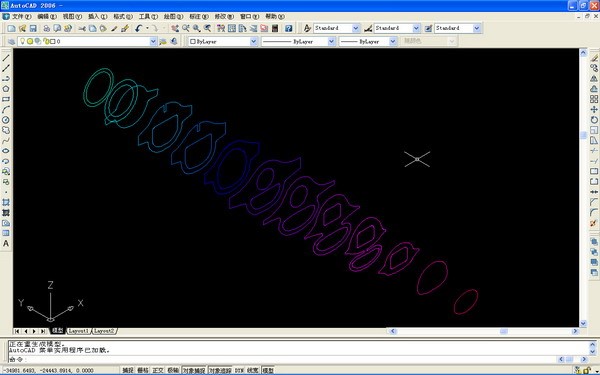 AutoCAD 2006 -
文件(F) 编辑(E) 视图(V) 插入(I) 格式(O) 工具(T) 绘图(D) 标注(N) 修改(M) 窗口(W) 帮助(H)
Standard Standard Standard
0 ByLayer ByLayer ByLayer 随颜色
Z
Y X
模型 Layout1 Layout2
正在重生成模型。
AutoCAD 菜单实用程序已加载。
命令:
-34981.6493, -24443.8914, 0.0000 捕捉 栅格 正交 极轴 对象捕捉 对象追踪 DYN 线宽 模型